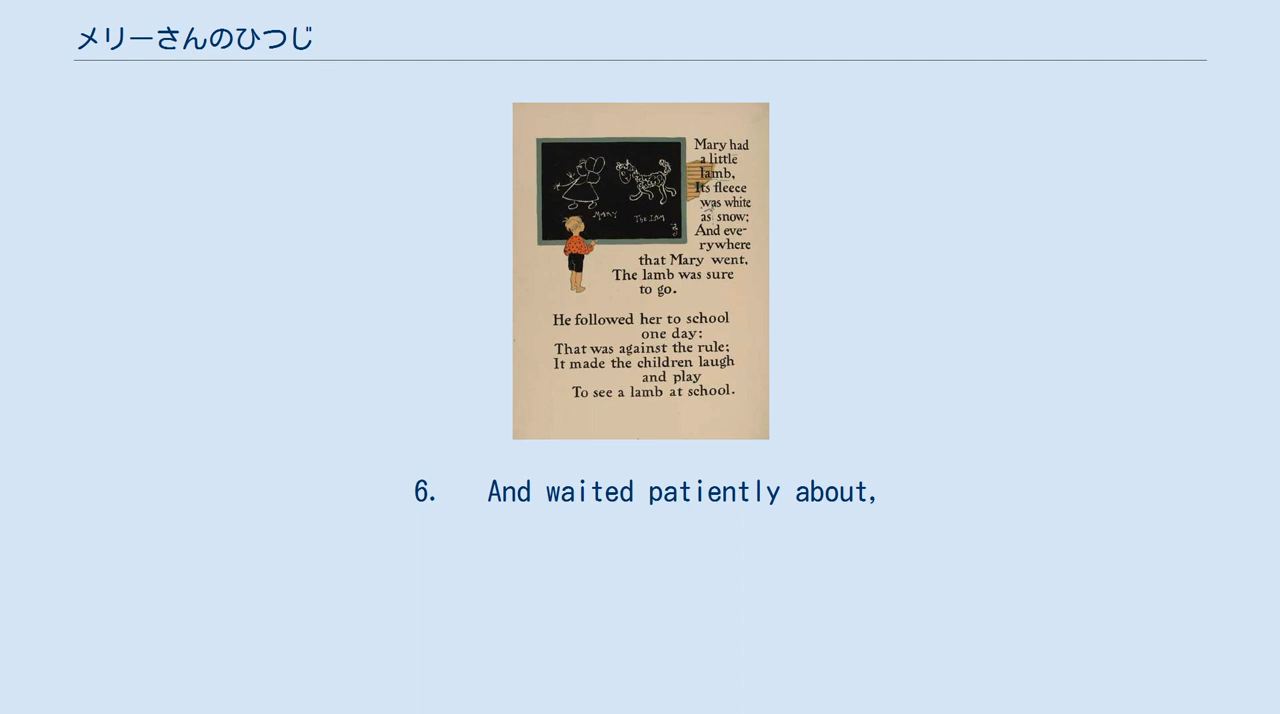 メリーさんのひつじ
MARY
Mary had
a little
lamb,
Its fleece
was white
as snow;
And eve-
rywhere
that Mary went,
The lamb was sure
to go.
He followed her to school
one day;
That was against the rule;
It made the children laugh
and play
To see a lamb at school.
6. And waited patiently about,